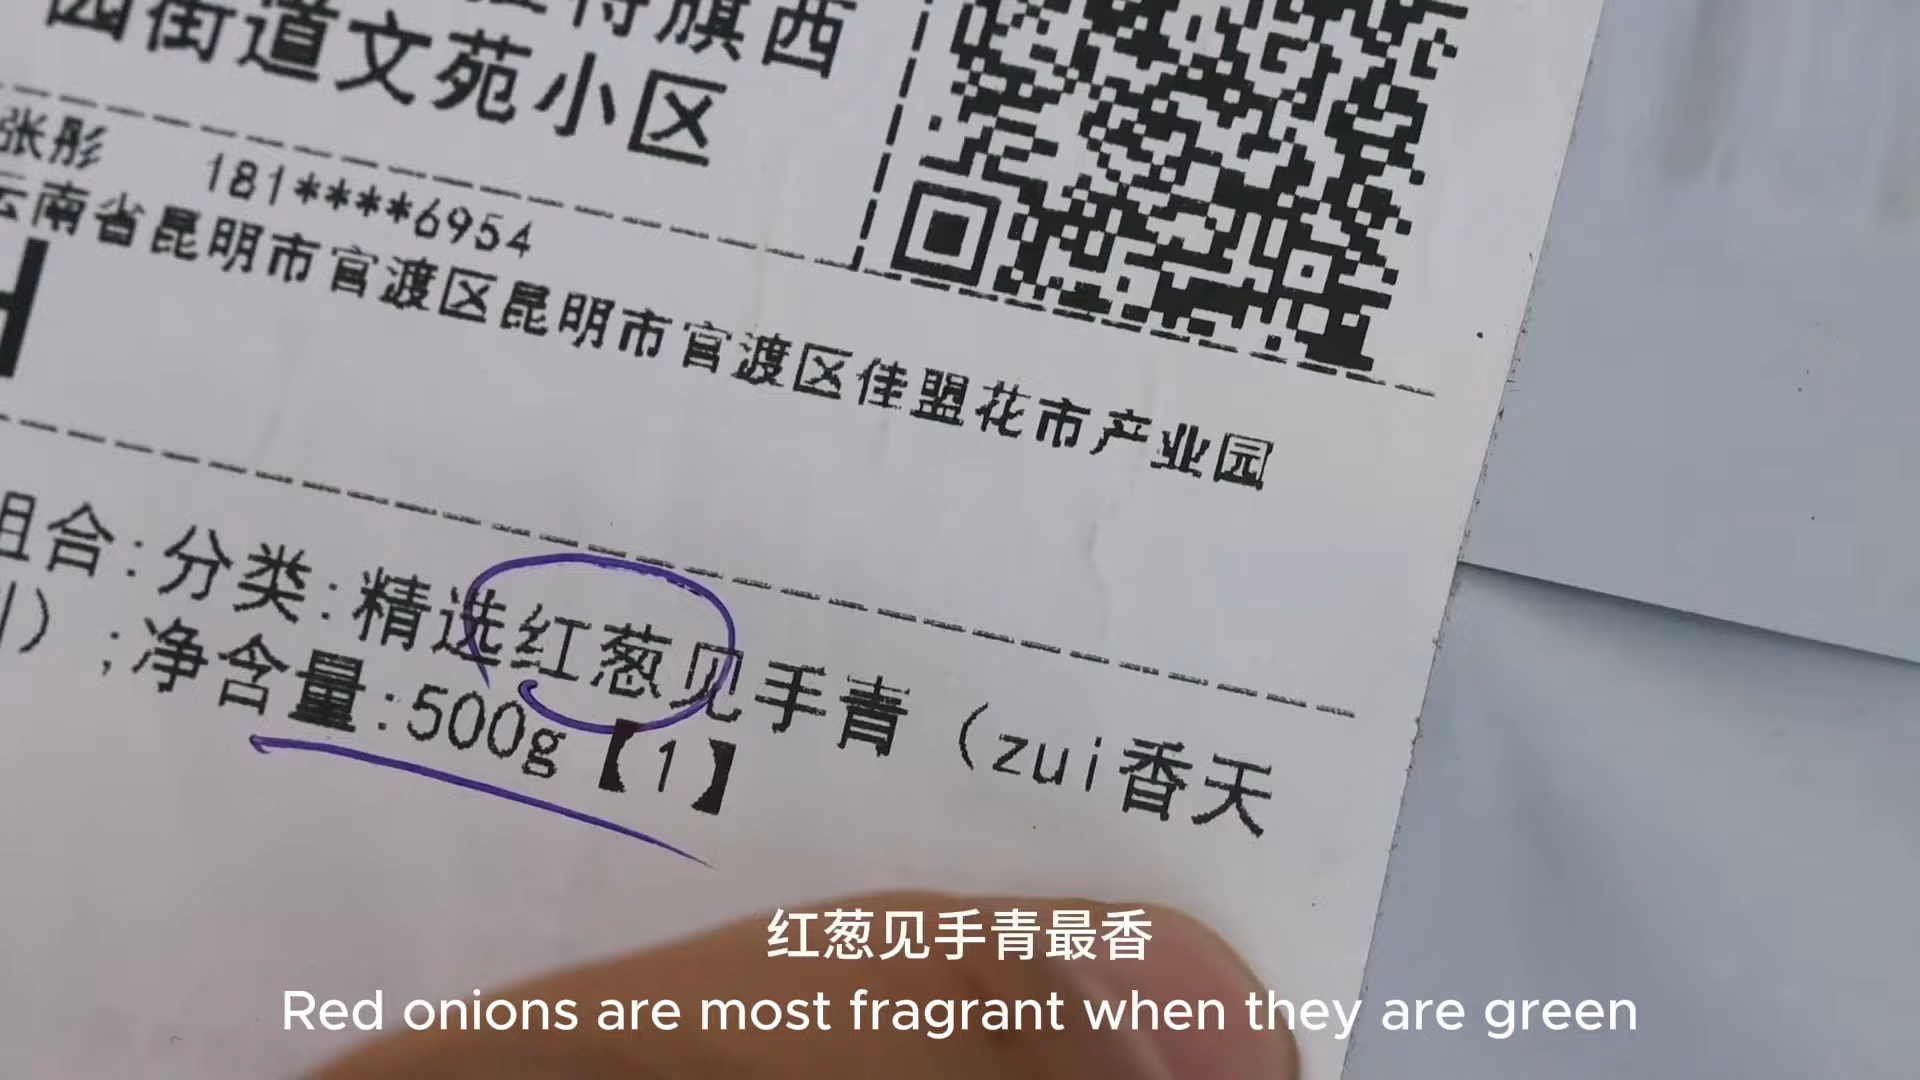 特旗西
街道文苑小区
张彤 181****6954
云南省昆明市官渡区昆明市官渡区佳盟花市产业园
组合:分类:精选红葱见手青（zui香天
）;净含量:500g【1】
红葱见手青最香
Red onions are most fragrant when they are green